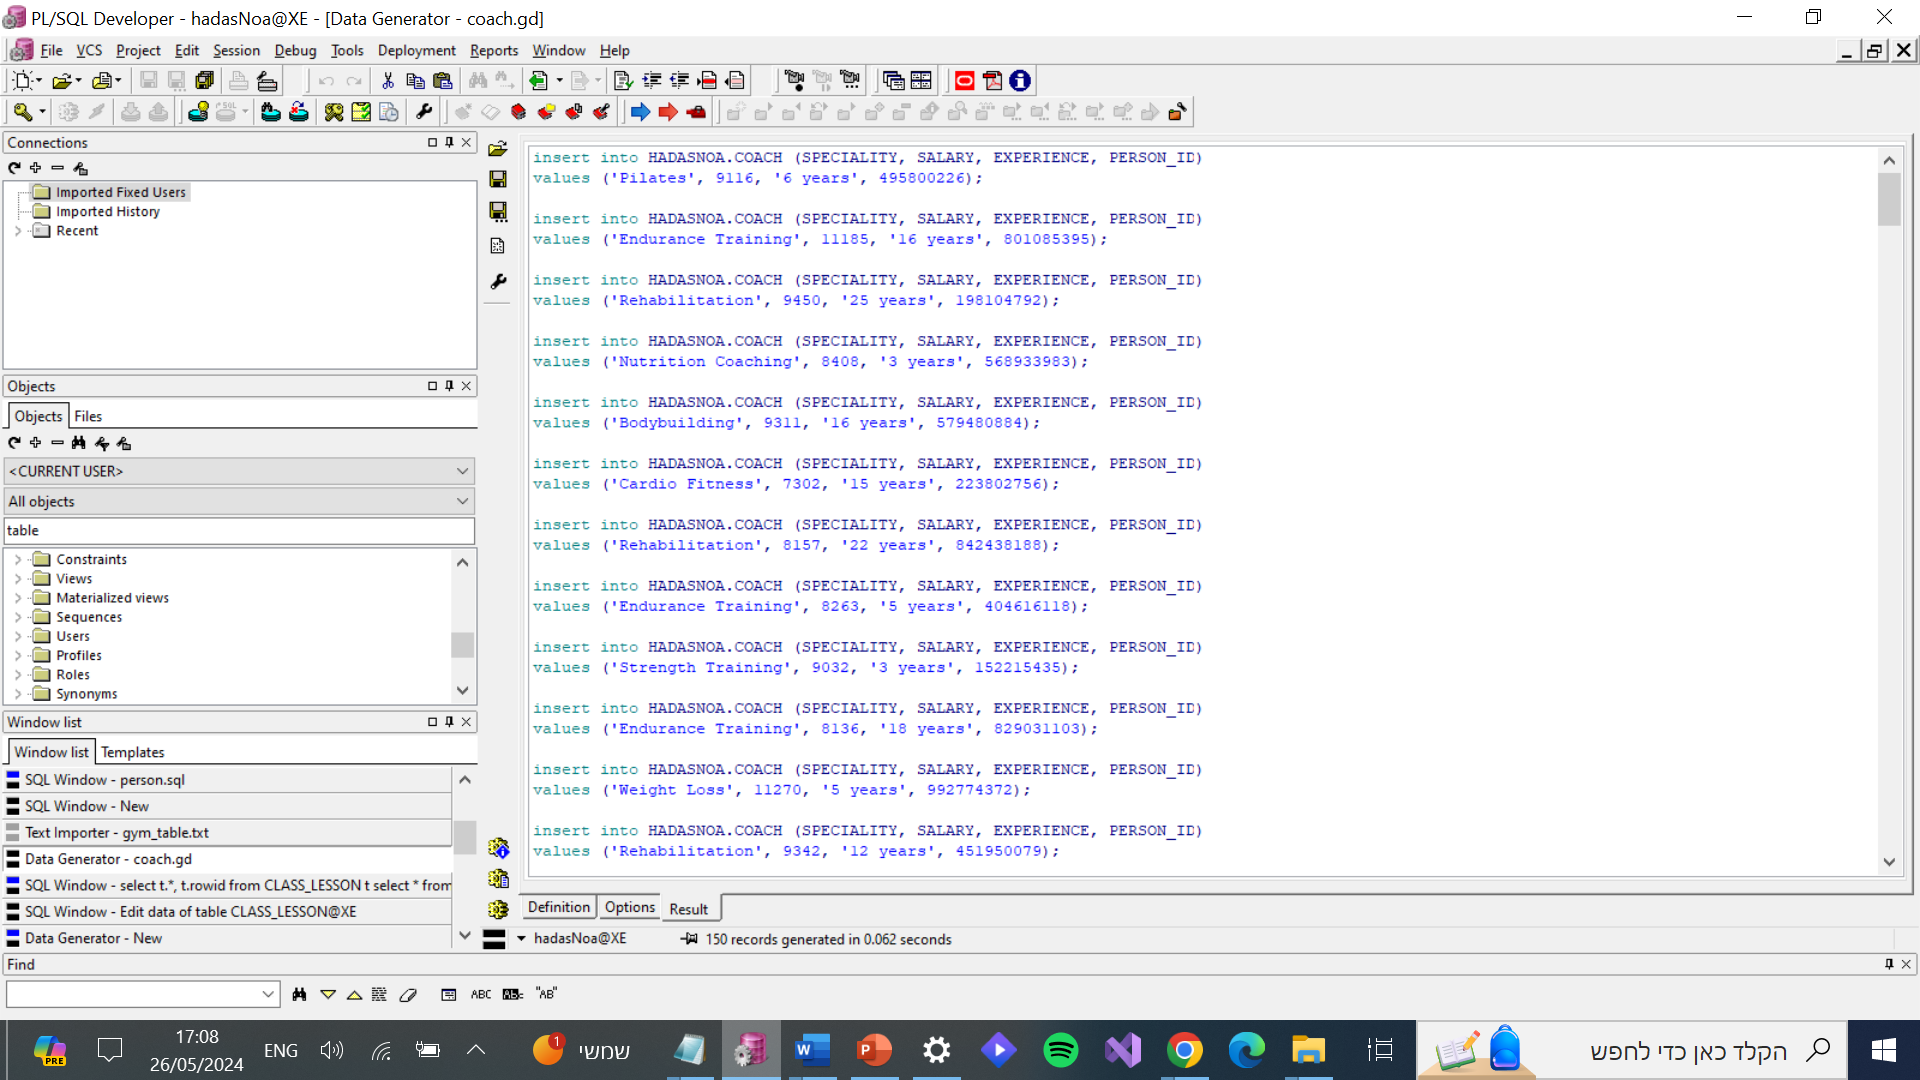 PL/SQL Developer - hadasNoa@XE - [Data Generator - coach.gd]
File VCS Project Edit Session Debug Tools Deployment Reports Window Help
Connections
Imported Fixed Users
Imported History
Recent
Objects
Objects Files
<CURRENT USER>
All objects
table
Constraints
Views
Materialized views
Sequences
Users
Profiles
Roles
Synonyms
Window list
Window list Templates
SQL Window - person.sql
SQL Window - New
Text Importer - gym_table.txt
Data Generator - coach.gd
SQL Window - select t.*, t.rowid from CLASS_LESSON t select * from
SQL Window - Edit data of table CLASS_LESSON@XE
Data Generator - New
insert into HADASNOA.COACH (SPECIALITY, SALARY, EXPERIENCE, PERSON_ID)
values ('Pilates', 9116, '6 years', 495800226);
insert into HADASNOA.COACH (SPECIALITY, SALARY, EXPERIENCE, PERSON_ID)
values ('Endurance Training', 11185, '16 years', 801085395);
insert into HADASNOA.COACH (SPECIALITY, SALARY, EXPERIENCE, PERSON_ID)
values ('Rehabilitation', 9450, '25 years', 198104792);
insert into HADASNOA.COACH (SPECIALITY, SALARY, EXPERIENCE, PERSON_ID)
values ('Nutrition Coaching', 8408, '3 years', 568933983);
insert into HADASNOA.COACH (SPECIALITY, SALARY, EXPERIENCE, PERSON_ID)
values ('Bodybuilding', 9311, '16 years', 579480884);
insert into HADASNOA.COACH (SPECIALITY, SALARY, EXPERIENCE, PERSON_ID)
values ('Cardio Fitness', 7302, '15 years', 223802756);
insert into HADASNOA.COACH (SPECIALITY, SALARY, EXPERIENCE, PERSON_ID)
values ('Rehabilitation', 8157, '22 years', 842438188);
insert into HADASNOA.COACH (SPECIALITY, SALARY, EXPERIENCE, PERSON_ID)
values ('Endurance Training', 8263, '5 years', 404616118);
insert into HADASNOA.COACH (SPECIALITY, SALARY, EXPERIENCE, PERSON_ID)
values ('Strength Training', 9032, '3 years', 152215435);
insert into HADASNOA.COACH (SPECIALITY, SALARY, EXPERIENCE, PERSON_ID)
values ('Endurance Training', 8136, '18 years', 829031103);
insert into HADASNOA.COACH (SPECIALITY, SALARY, EXPERIENCE, PERSON_ID)
values ('Weight Loss', 11270, '5 years', 992774372);
insert into HADASNOA.COACH (SPECIALITY, SALARY, EXPERIENCE, PERSON_ID)
values ('Rehabilitation', 9342, '12 years', 451950079);
Definition Options Result
hadasNoa@XE 150 records generated in 0.062 seconds
Find
ABC "AB"
PRE
17:08
26/05/2024
ENG
1
שמשי
הקלד כאן כדי לחפש